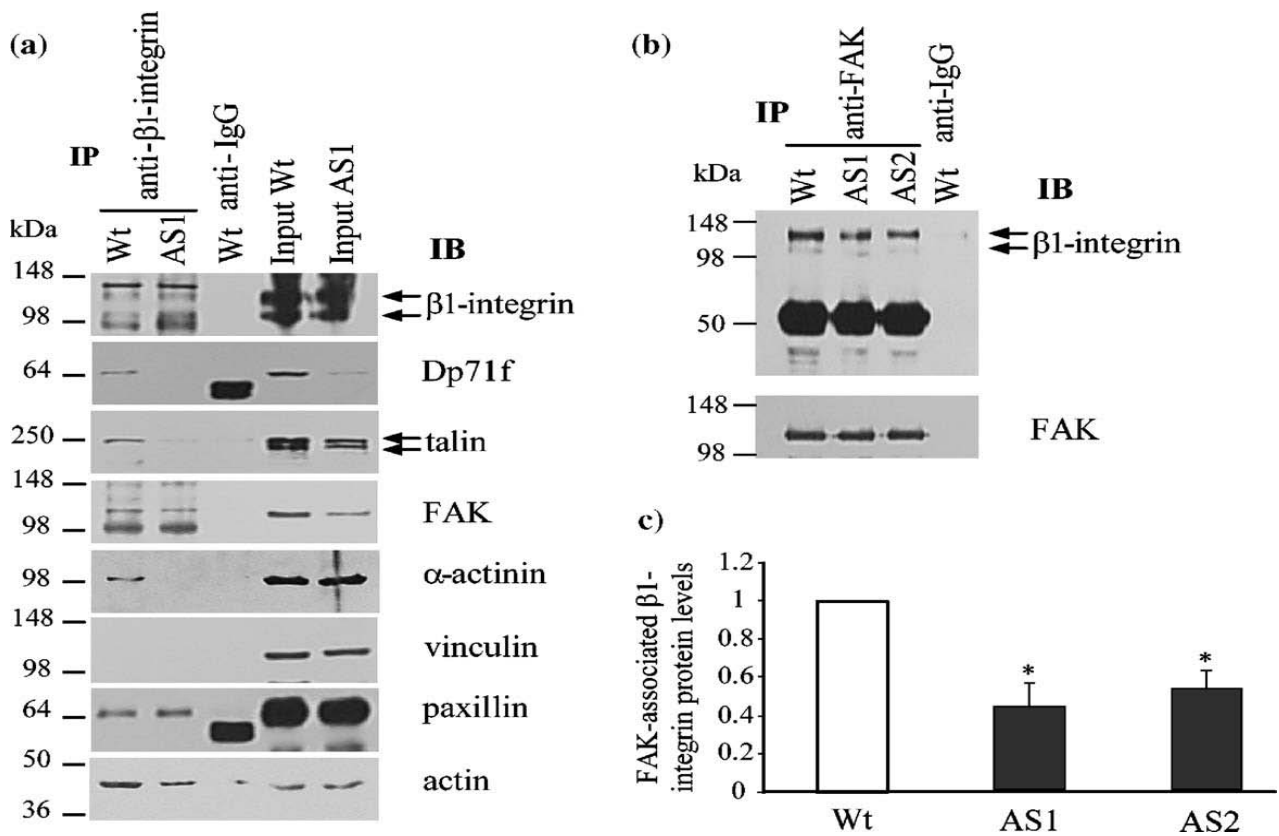 (a)
IP
anti-β1-integrin
anti-IgG
Wt
AS1
Wt
Input Wt
Input AS1
kDa
IB
148
98
β1-integrin
64
Dp71f
250
talin
148
98
FAK
98
α-actinin
148
98
vinculin
64
paxillin
50
36
actin
(b)
IP
anti-FAK
anti-IgG
kDa
Wt
AS1
AS2
Wt
IB
148
98
50
β1-integrin
148
98
FAK
c)
FAK-associated β1-
integrin protein levels
1.2
1
0.8
0.6
0.4
0.2
0
*
*
Wt
AS1
AS2